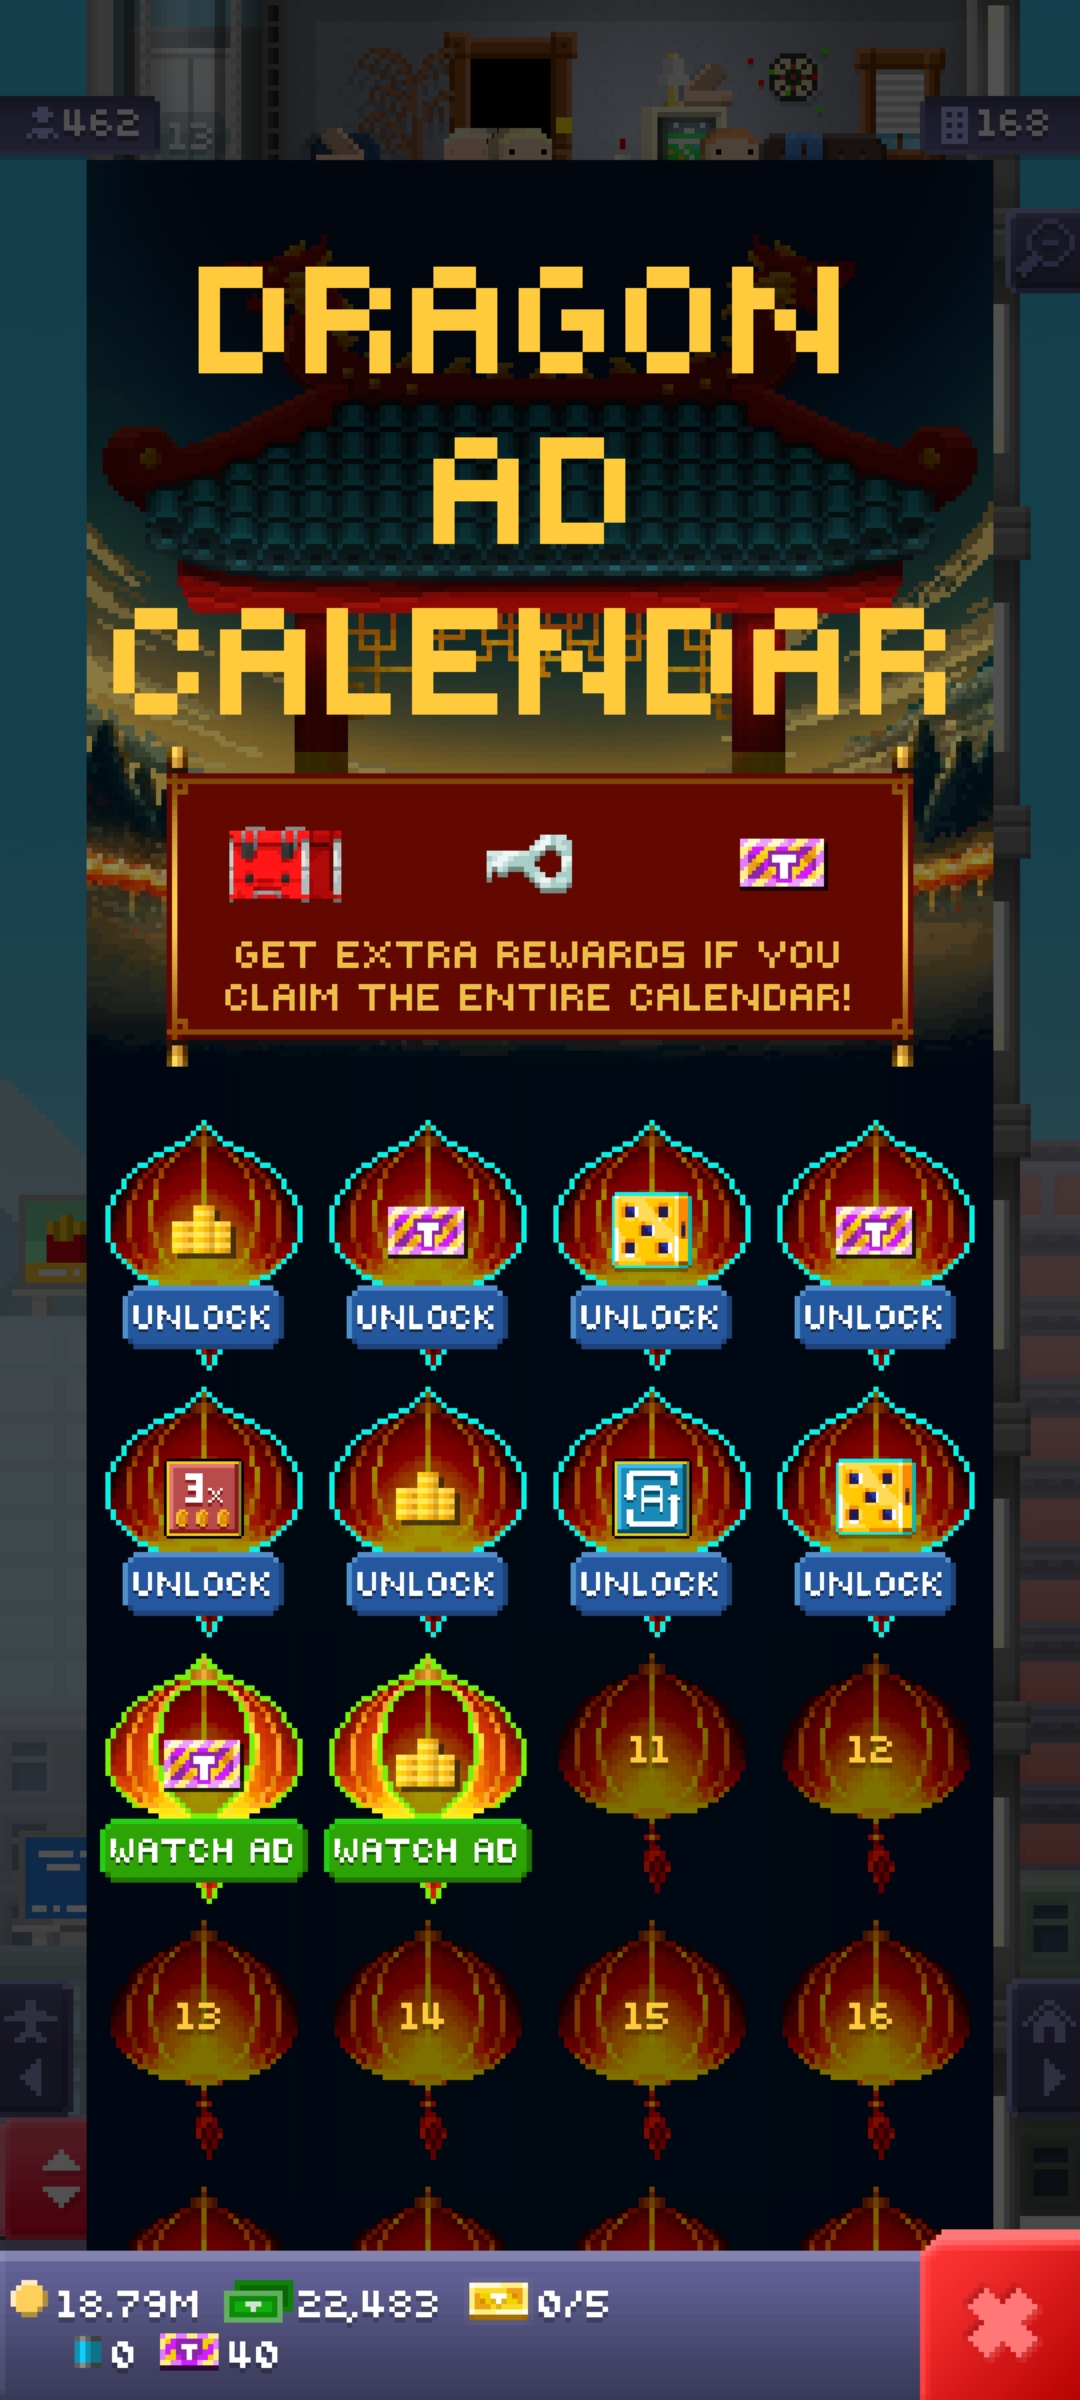 462
13
168
DRAGON
AD
CALENDAR
T
GET EXTRA REWARDS IF YOU
CLAIM THE ENTIRE CALENDAR!
T
T
UNLOCK UNLOCK UNLOCK UNLOCK
3x
A
UNLOCK UNLOCK UNLOCK UNLOCK
T
11 12
WATCH AD WATCH AD
13 14 15 16
18.79M T 22,483 T 0/5
0 T 40